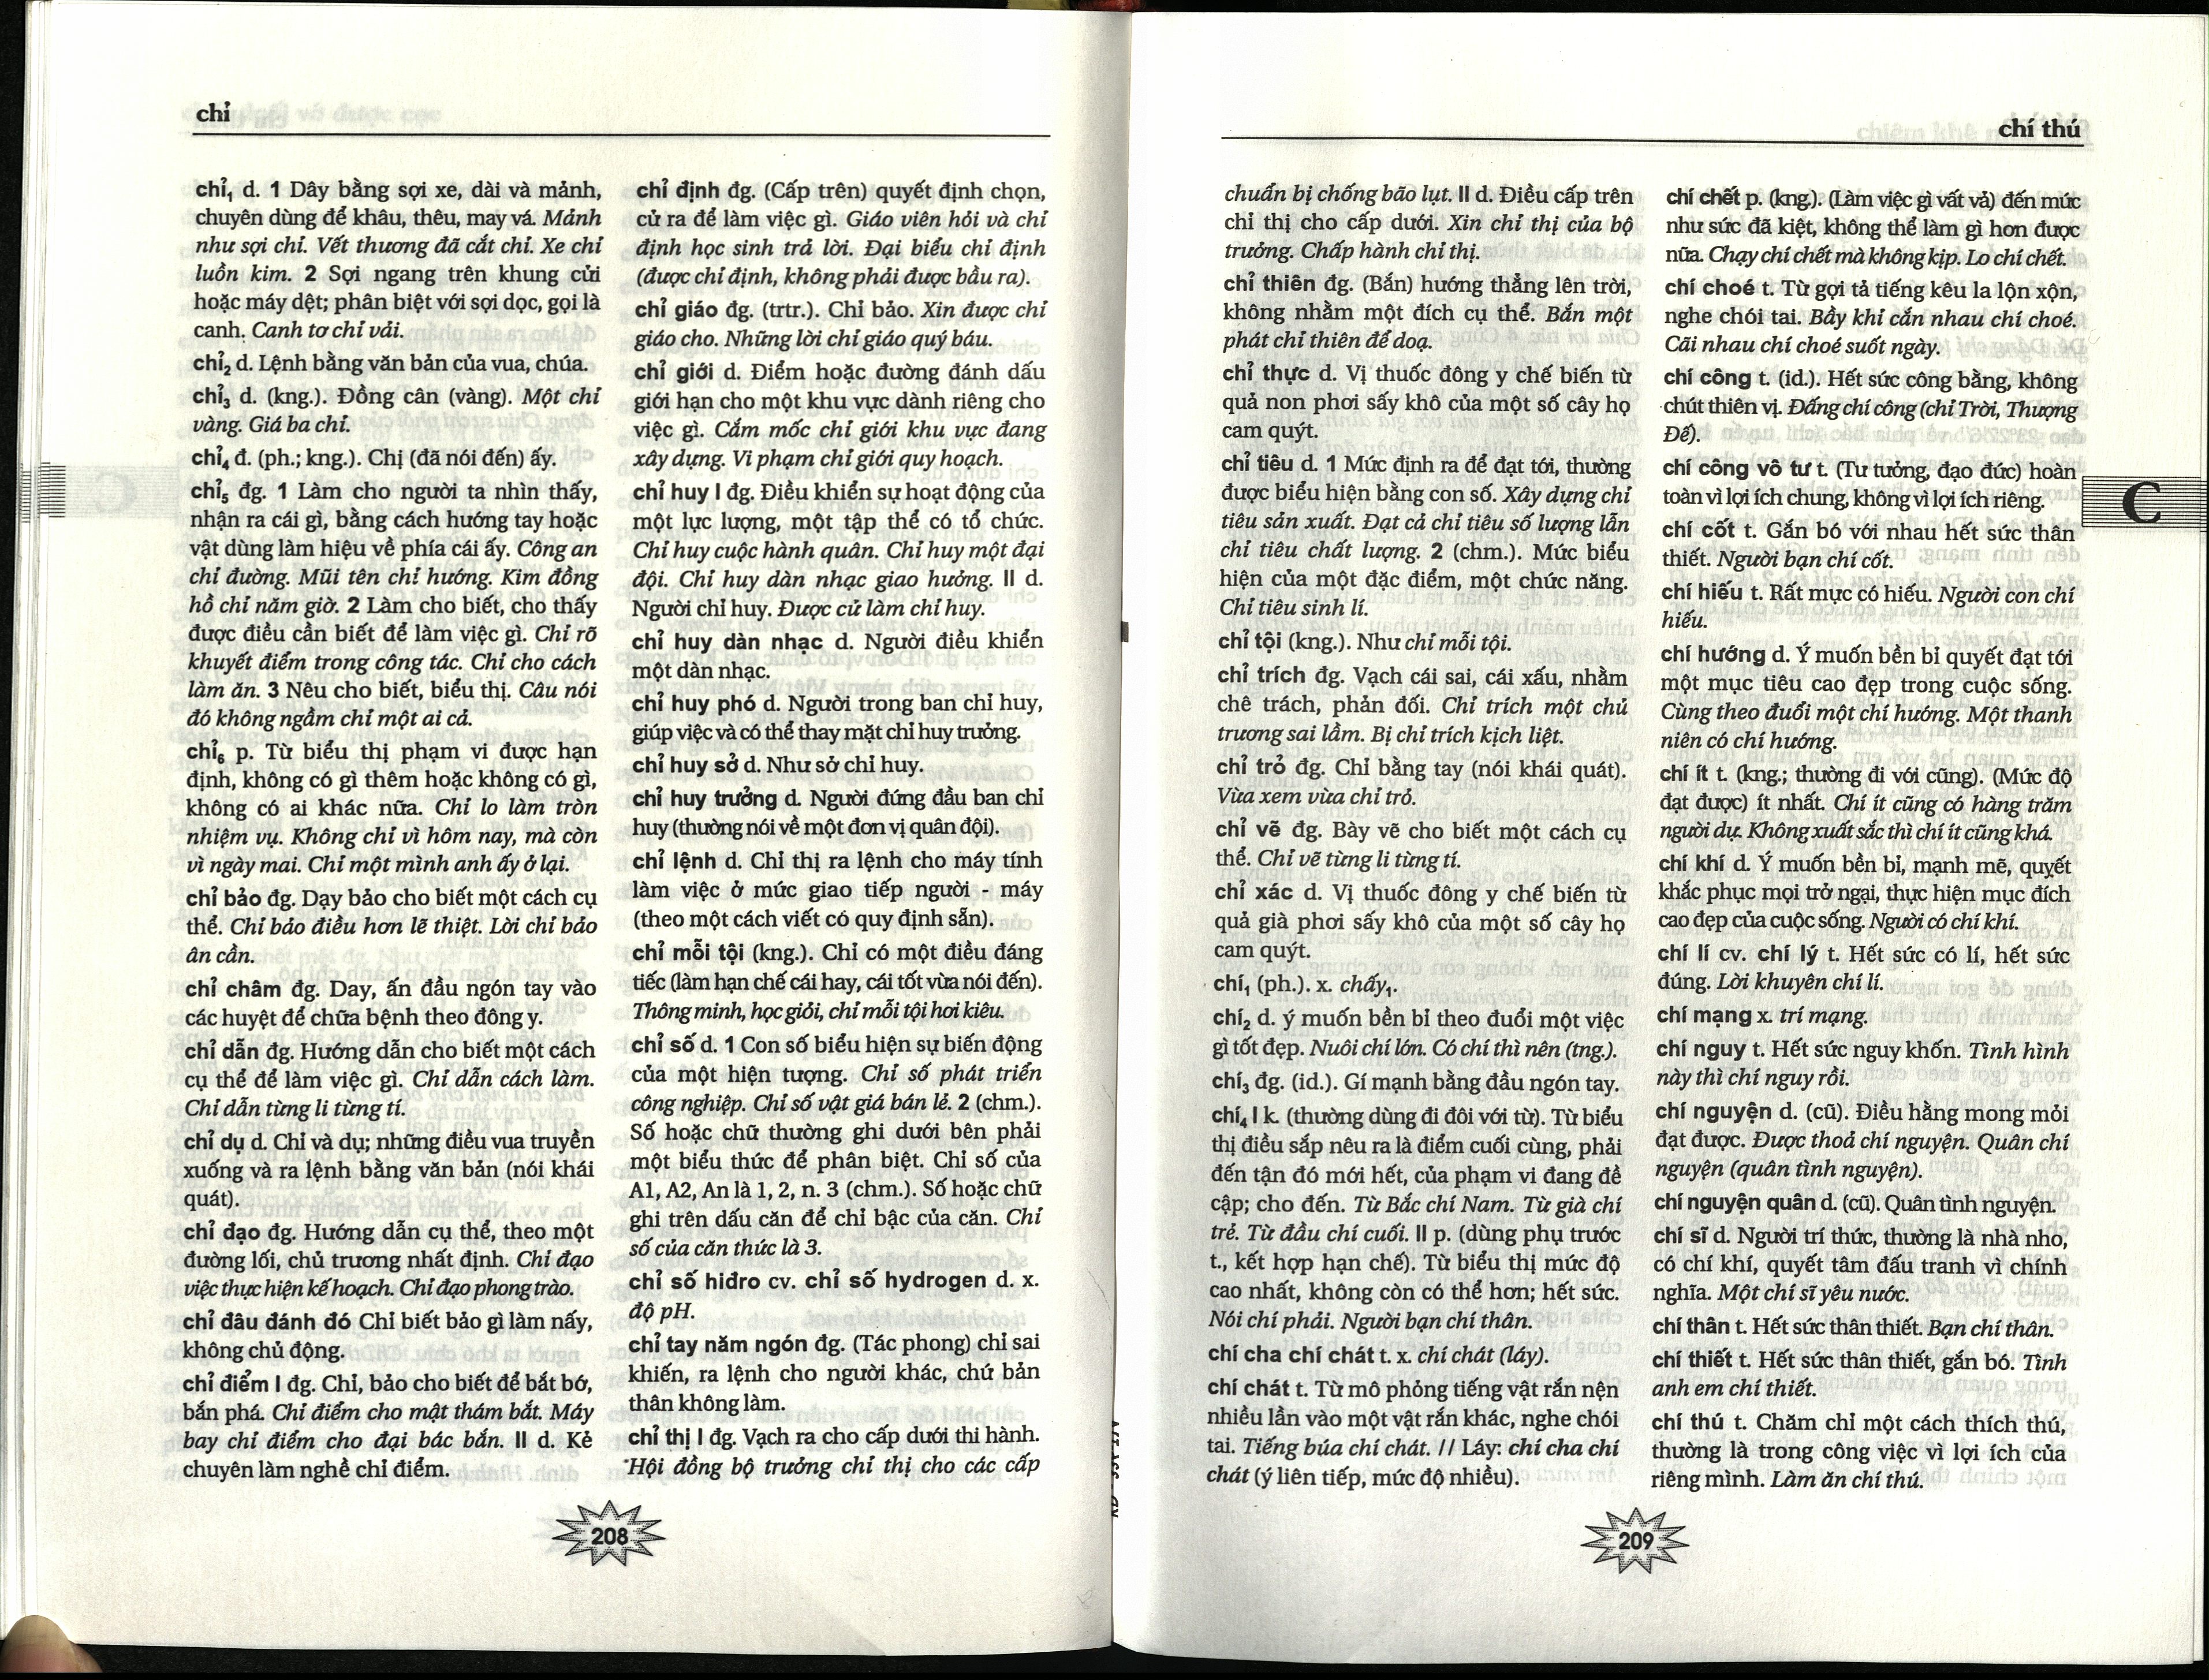 chỉ
chỉ₁ d. 1 Dây bằng sợi xe, dài và mảnh,
chuyên dùng để khâu, thêu, may vá. Mảnh
như sợi chỉ. Vết thương đã cắt chỉ. Xe chỉ
luồn kim. 2 Sợi ngang trên khung cửi
hoặc máy dệt; phân biệt với sợi dọc, gọi là
canh. Canh tơ chỉ vải.
chỉ₂ d. Lệnh bằng văn bản của vua, chúa.
chỉ₃ d. (kng.). Đồng cân (vàng). Một chỉ
vàng. Giá ba chỉ.
chỉ₄ đ. (ph.; kng.). Chị (đã nói đến) ấy.
chỉ₅ đg. 1 Làm cho người ta nhìn thấy,
nhận ra cái gì, bằng cách hướng tay hoặc
vật dùng làm hiệu về phía cái ấy. Công an
chỉ đường. Mũi tên chỉ hướng. Kim đồng
hồ chỉ năm giờ. 2 Làm cho biết, cho thấy
được điều cần biết để làm việc gì. Chỉ rõ
khuyết điểm trong công tác. Chỉ cho cách
làm ăn. 3 Nêu cho biết, biểu thị. Câu nói
đó không ngầm chỉ một ai cả.
chỉ₆ p. Từ biểu thị phạm vi được hạn
định, không có gì thêm hoặc không có gì,
không có ai khác nữa. Chỉ lo làm tròn
nhiệm vụ. Không chỉ vì hôm nay, mà còn
vì ngày mai. Chỉ một mình anh ấy ở lại.
chỉ bảo đg. Dạy bảo cho biết một cách cụ
thể. Chỉ bảo điều hơn lẽ thiệt. Lời chỉ bảo
ân cần.
chỉ châm đg. Day, ấn đầu ngón tay vào
các huyệt để chữa bệnh theo đông y.
chỉ dẫn đg. Hướng dẫn cho biết một cách
cụ thể để làm việc gì. Chỉ dẫn cách làm.
Chỉ dẫn từng li từng tí.
chỉ dụ d. Chỉ và dụ; những điều vua truyền
xuống và ra lệnh bằng văn bản (nói khái
quát).
chỉ đạo đg. Hướng dẫn cụ thể, theo một
đường lối, chủ trương nhất định. Chỉ đạo
việc thực hiện kế hoạch. Chỉ đạo phong trào.
chỉ đâu đánh đó Chỉ biết bảo gì làm nấy,
không chủ động.
chỉ điểm I đg. Chỉ, bảo cho biết để bắt bớ,
bắn phá. Chỉ điểm cho mật thám bắt. Máy
bay chỉ điểm cho đại bác bắn. II d. Kẻ
chuyên làm nghề chỉ điểm.
chỉ định đg. (Cấp trên) quyết định chọn,
cử ra để làm việc gì. Giáo viên hỏi và chỉ
định học sinh trả lời. Đại biểu chỉ định
(được chỉ định, không phải được bầu ra).
chỉ giáo đg. (trtr.). Chỉ bảo. Xin được chỉ
giáo cho. Những lời chỉ giáo quý báu.
chỉ giới d. Điểm hoặc đường đánh dấu
giới hạn cho một khu vực dành riêng cho
việc gì. Cắm mốc chỉ giới khu vực đang
xây dựng. Vi phạm chỉ giới quy hoạch.
chỉ huy I đg. Điều khiển sự hoạt động của
một lực lượng, một tập thể có tổ chức.
Chỉ huy cuộc hành quân. Chỉ huy một đại
đội. Chỉ huy dàn nhạc giao hưởng. II d.
Người chỉ huy. Được cử làm chỉ huy.
chỉ huy dàn nhạc d. Người điều khiển
một dàn nhạc.
chỉ huy phó d. Người trong ban chỉ huy,
giúp việc và có thể thay mặt chỉ huy trưởng.
chỉ huy sở d. Như sở chỉ huy.
chỉ huy trưởng d. Người đứng đầu ban chỉ
huy (thường nói về một đơn vị quân đội).
chỉ lệnh d. Chỉ thị ra lệnh cho máy tính
làm việc ở mức giao tiếp người - máy
(theo một cách viết có quy định sẵn).
chỉ mỗi tội (kng.). Chỉ có một điều đáng
tiếc (làm hạn chế cái hay, cái tốt vừa nói đến).
Thông minh, học giỏi, chỉ mỗi tội hơi kiêu.
chỉ số d. 1 Con số biểu hiện sự biến động
của một hiện tượng. Chỉ số phát triển
công nghiệp. Chỉ số vật giá bán lẻ. 2 (chm.).
Số hoặc chữ thường ghi dưới bên phải
một biểu thức để phân biệt. Chỉ số của
A1, A2, An là 1, 2, n. 3 (chm.). Số hoặc chữ
ghi trên dấu căn để chỉ bậc của căn. Chỉ
số của căn thức là 3.
chỉ số hiđro cv. chỉ số hydrogen d. x.
độ pH.
chỉ tay năm ngón đg. (Tác phong) chỉ sai
khiến, ra lệnh cho người khác, chứ bản
thân không làm.
chỉ thị I đg. Vạch ra cho cấp dưới thi hành.
Hội đồng bộ trưởng chỉ thị cho các cấp
208
chí thú
chuẩn bị chống bão lụt. II d. Điều cấp trên
chỉ thị cho cấp dưới. Xin chỉ thị của bộ
trưởng. Chấp hành chỉ thị.
chỉ thiên đg. (Bắn) hướng thẳng lên trời,
không nhằm một đích cụ thể. Bắn một
phát chỉ thiên để doạ.
chỉ thực d. Vị thuốc đông y chế biến từ
quả non phơi sấy khô của một số cây họ
cam quýt.
chỉ tiêu d. 1 Mức định ra để đạt tới, thường
được biểu hiện bằng con số. Xây dựng chỉ
tiêu sản xuất. Đạt cả chỉ tiêu số lượng lẫn
chỉ tiêu chất lượng. 2 (chm.). Mức biểu
hiện của một đặc điểm, một chức năng.
Chỉ tiêu sinh lí.
chỉ tội (kng.). Như chỉ mỗi tội.
chỉ trích đg. Vạch cái sai, cái xấu, nhằm
chê trách, phản đối. Chỉ trích một chủ
trương sai lầm. Bị chỉ trích kịch liệt.
chỉ trỏ đg. Chỉ bằng tay (nói khái quát).
Vừa xem vừa chỉ trỏ.
chỉ vẽ đg. Bày vẽ cho biết một cách cụ
thể. Chỉ vẽ từng li từng tí.
chỉ xác d. Vị thuốc đông y chế biến từ
quả già phơi sấy khô của một số cây họ
cam quýt.
chí₁ (ph.). x. chấy₁.
chí₂ d. ý muốn bền bỉ theo đuổi một việc
gì tốt đẹp. Nuôi chí lớn. Có chí thì nên (tng.).
chí₃ đg. (id.). Gí mạnh bằng đầu ngón tay.
chí₄ I k. (thường dùng đi đôi với từ). Từ biểu
thị điều sắp nêu ra là điểm cuối cùng, phải
đến tận đó mới hết, của phạm vi đang đề
cập; cho đến. Từ Bắc chí Nam. Từ già chí
trẻ. Từ đầu chí cuối. II p. (dùng phụ trước
t., kết hợp hạn chế). Từ biểu thị mức độ
cao nhất, không còn có thể hơn; hết sức.
Nói chí phải. Người bạn chí thân.
chí cha chí chát t. x. chí chát (láy).
chí chát t. Từ mô phỏng tiếng vật rắn nện
nhiều lần vào một vật rắn khác, nghe chói
tai. Tiếng búa chí chát. // Láy: chí cha chí
chát (ý liên tiếp, mức độ nhiều).
chí chết p. (kng.). (Làm việc gì vất vả) đến mức
như sức đã kiệt, không thể làm gì hơn được
nữa. Chạy chí chết mà không kịp. Lo chí chết.
chí choé t. Từ gợi tả tiếng kêu la lộn xộn,
nghe chói tai. Bầy khỉ cắn nhau chí choé.
Cãi nhau chí choé suốt ngày.
chí công t. (id.). Hết sức công bằng, không
chút thiên vị. Đấng chí công (chỉ Trời, Thượng
Đế).
chí công vô tư t. (Tư tưởng, đạo đức) hoàn
toàn vì lợi ích chung, không vì lợi ích riêng.
chí cốt t. Gắn bó với nhau hết sức thân
thiết. Người bạn chí cốt.
chí hiếu t. Rất mực có hiếu. Người con chí
hiếu.
chí hướng d. Ý muốn bền bỉ quyết đạt tới
một mục tiêu cao đẹp trong cuộc sống.
Cùng theo đuổi một chí hướng. Một thanh
niên có chí hướng.
chí ít t. (kng.; thường đi với cũng). (Mức độ
đạt được) ít nhất. Chí ít cũng có hàng trăm
người dự. Không xuất sắc thì chí ít cũng khá.
chí khí d. Ý muốn bền bỉ, mạnh mẽ, quyết
khắc phục mọi trở ngại, thực hiện mục đích
cao đẹp của cuộc sống. Người có chí khí.
chí lí cv. chí lý t. Hết sức có lí, hết sức
đúng. Lời khuyên chí lí.
chí mạng x. trí mạng.
chí nguy t. Hết sức nguy khốn. Tình hình
này thì chí nguy rồi.
chí nguyện d. (cũ). Điều hằng mong mỏi
đạt được. Được thoả chí nguyện. Quân chí
nguyện (quân tình nguyện).
chí nguyện quân d. (cũ). Quân tình nguyện.
chí sĩ d. Người trí thức, thường là nhà nho,
có chí khí, quyết tâm đấu tranh vì chính
nghĩa. Một chí sĩ yêu nước.
chí thân t. Hết sức thân thiết. Bạn chí thân.
chí thiết t. Hết sức thân thiết, gắn bó. Tình
anh em chí thiết.
chí thú t. Chăm chỉ một cách thích thú,
thường là trong công việc vì lợi ích của
riêng mình. Làm ăn chí thú.
C
209